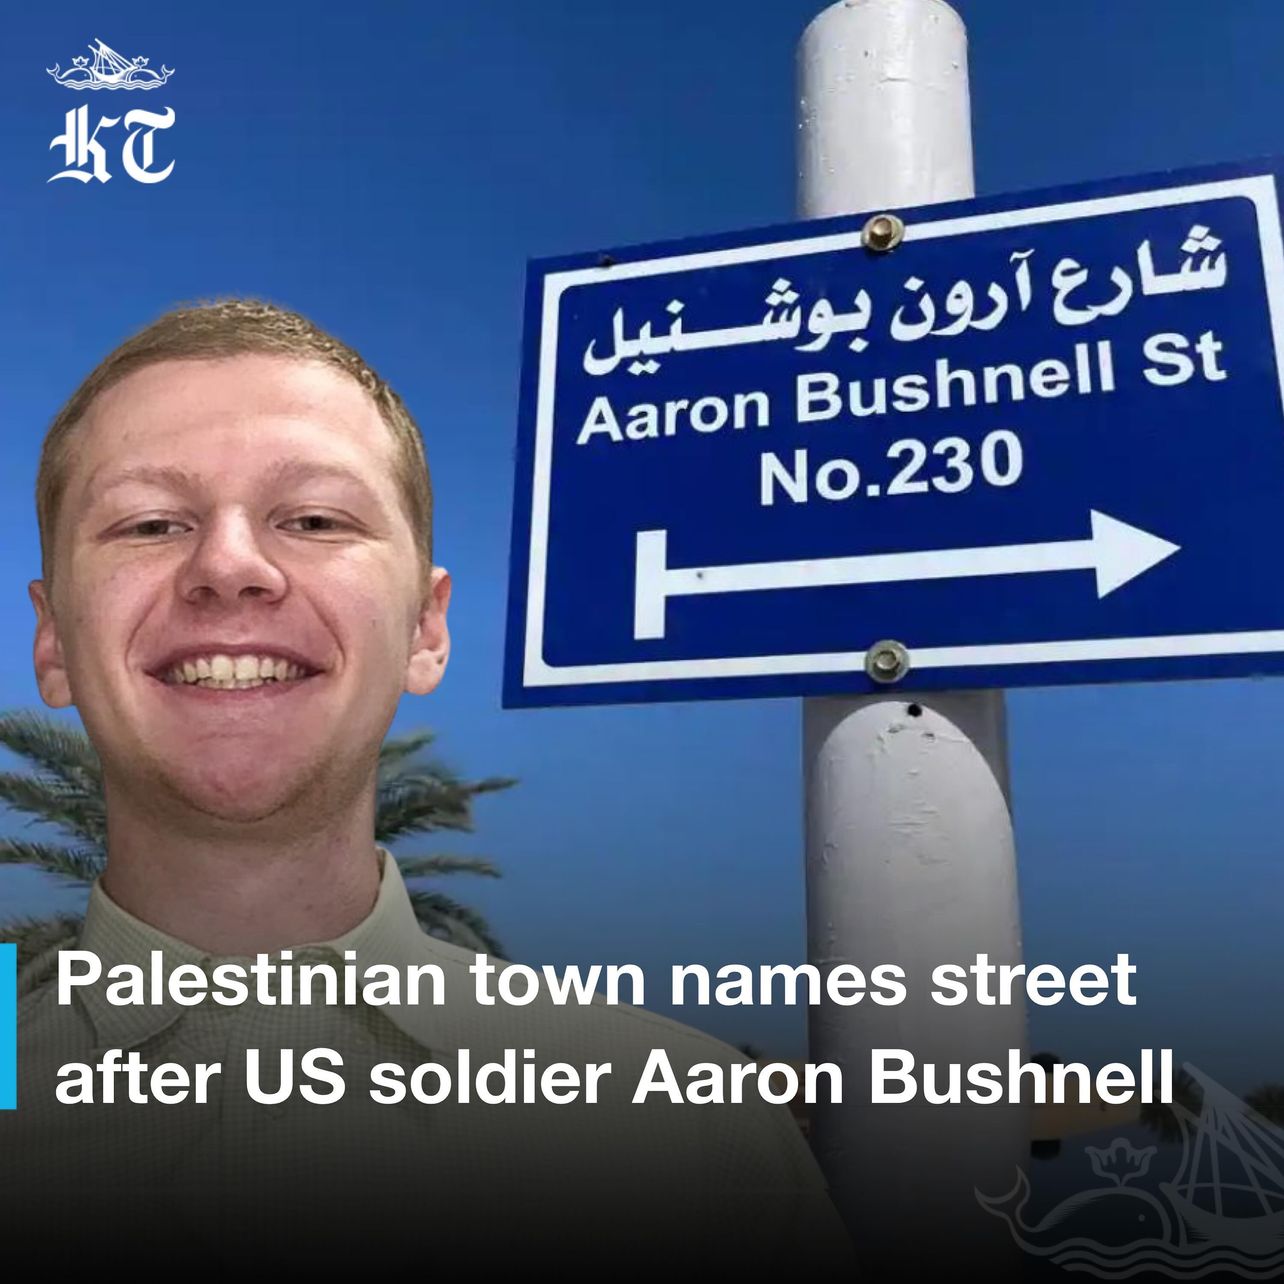 KT
شارع آرون بوشنيل
Aaron Bushnell St
No.230
Palestinian town names street
after US soldier Aaron Bushnell